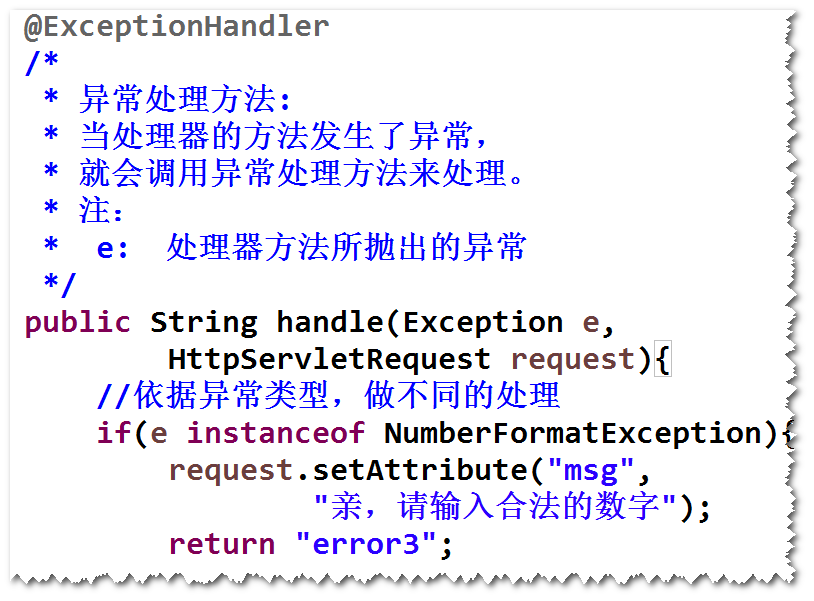 @ExceptionHandler
/*
 * 异常处理方法：
 * 当处理器的方法发生了异常，
 * 就会调用异常处理方法来处理。
 * 注：
 *  e:  处理器方法所抛出的异常
 */
public String handle(Exception e,
        HttpServletRequest request){
    //依据异常类型，做不同的处理
    if(e instanceof NumberFormatException){
        request.setAttribute("msg",
                "亲，请输入合法的数字");
        return "error3";